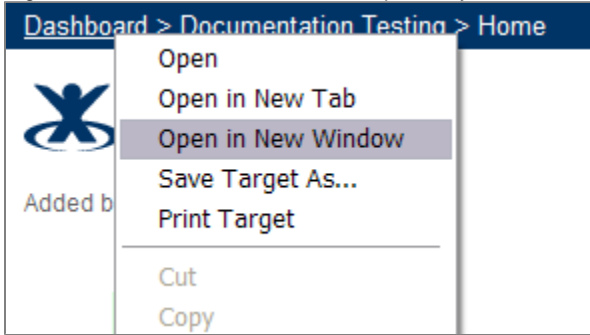 Dashboard > Documentation Testing > Home
Open
Open in New Tab
Open in New Window
Save Target As...
Added b
Print Target
Cut
Copy